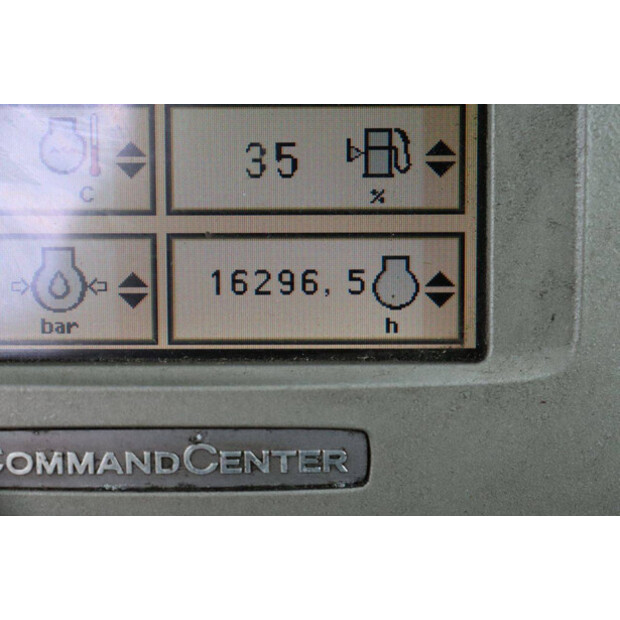 35
C
%
16296,5
bar
h
COMMANDCENTER